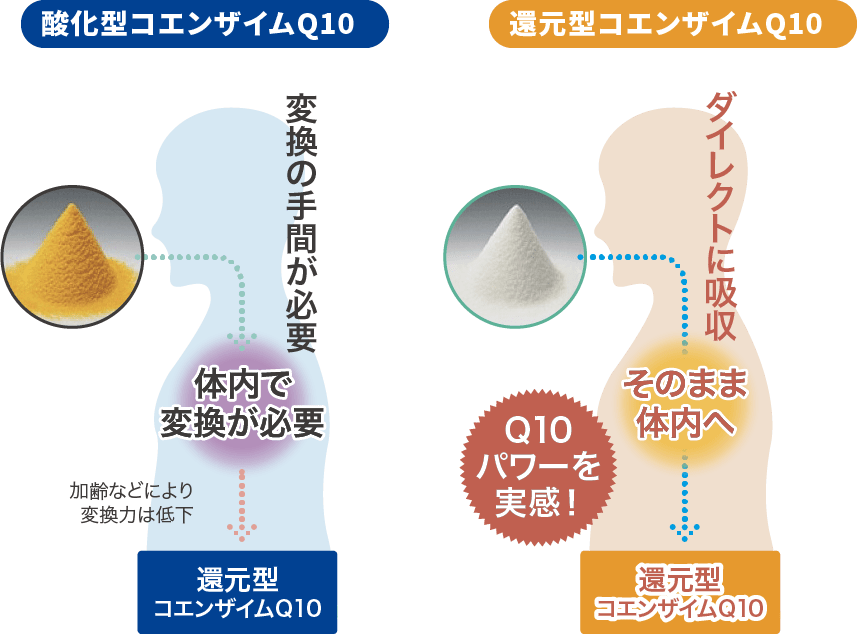 酸化型コエンザイムQ10
変換の手間が必要
体内で
変換が必要
加齢などにより
変換力は低下
還元型
コエンザイムQ10
還元型コエンザイムQ10
ダイレクトに吸収
そのまま
体内へ
Q10
パワーを
実感!
還元型
コエンザイムQ10